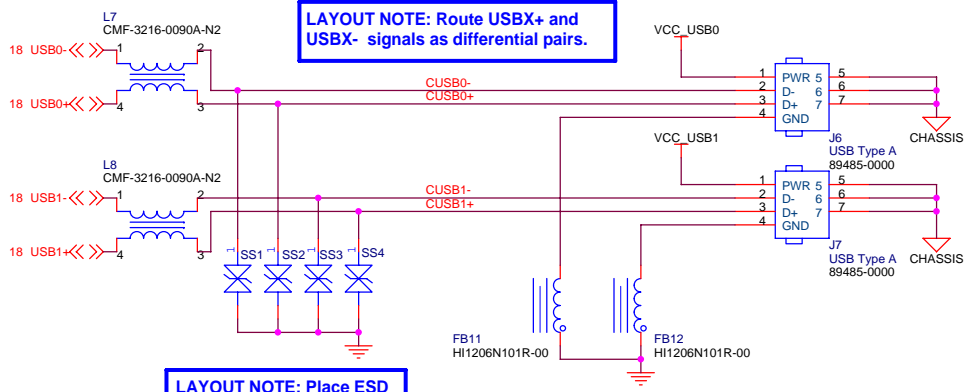 LAYOUT NOTE: Route USBX+ and
USBX- signals as differential pairs.
L7
CMF-3216-0090A-N2
18 USB0-
1
2
18 USB0+
4
3
CUSB0-
CUSB0+
VCC_USB0
1 PWR 5 5
2 D- 6 6
3 D+ 7 7
4 GND
J6
USB Type A
89485-0000
CHASSIS
L8
CMF-3216-0090A-N2
18 USB1-
1
2
18 USB1+
4
3
CUSB1-
CUSB1+
VCC_USB1
1 PWR 5 5
2 D- 6 6
3 D+ 7 7
4 GND
J7
USB Type A
89485-0000
CHASSIS
1 SS1
1 SS2
1 SS3
1 SS4
FB11
HI1206N101R-00
FB12
HI1206N101R-00
LAYOUT NOTE: Place ESD